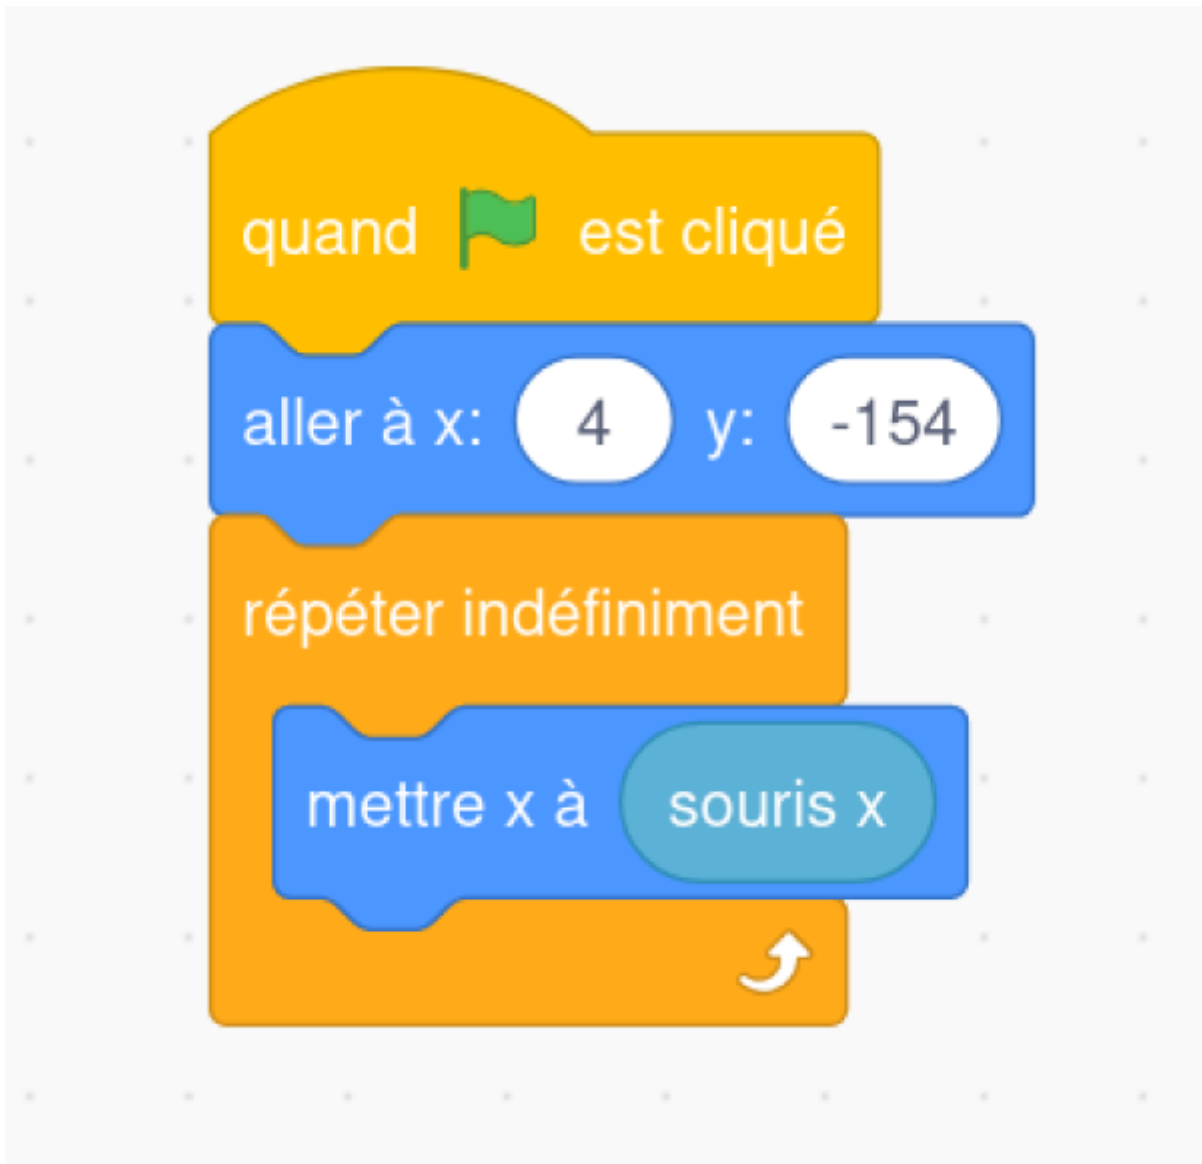 quand est cliqué
aller à x: 4 y: -154
répéter indéfiniment
mettre x à souris x